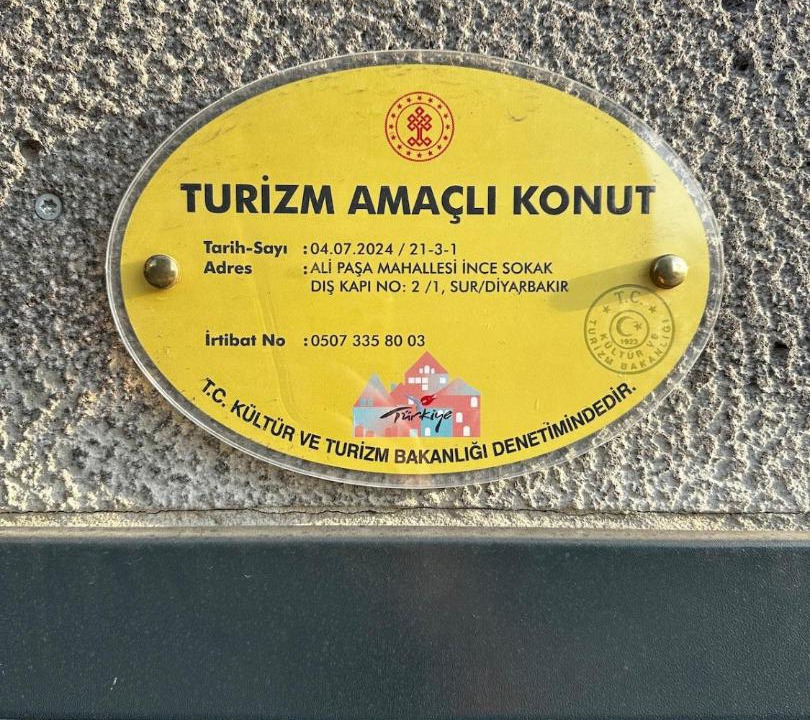 TURİZM AMAÇLI KONUT
Tarih-Sayı : 04.07.2024 / 21-3-1
Adres : ALİ PAŞA MAHALLESİ İNCE SOKAK
DIŞ KAPI NO: 2 /1, SUR/DİYARBAKIR
T.C.
1923
KÜLTÜR VE
TURİZM BAKANLIĞI
İrtibat No : 0507 335 80 03
Türkiye
T.C. KÜLTÜR VE TURİZM BAKANLIĞI DENETİMİNDEDİR.